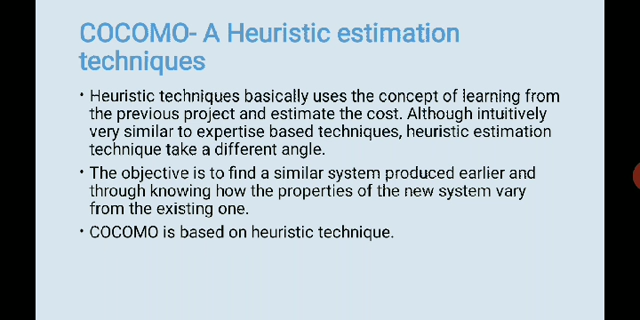 COCOMO- A Heuristic estimation
techniques
• Heuristic techniques basically uses the concept of learning from
the previous project and estimate the cost. Although intuitively
very similar to expertise based techniques, heuristic estimation
technique take a different angle.
• The objective is to find a similar system produced earlier and
through knowing how the properties of the new system vary
from the existing one.
• COCOMO is based on heuristic technique.